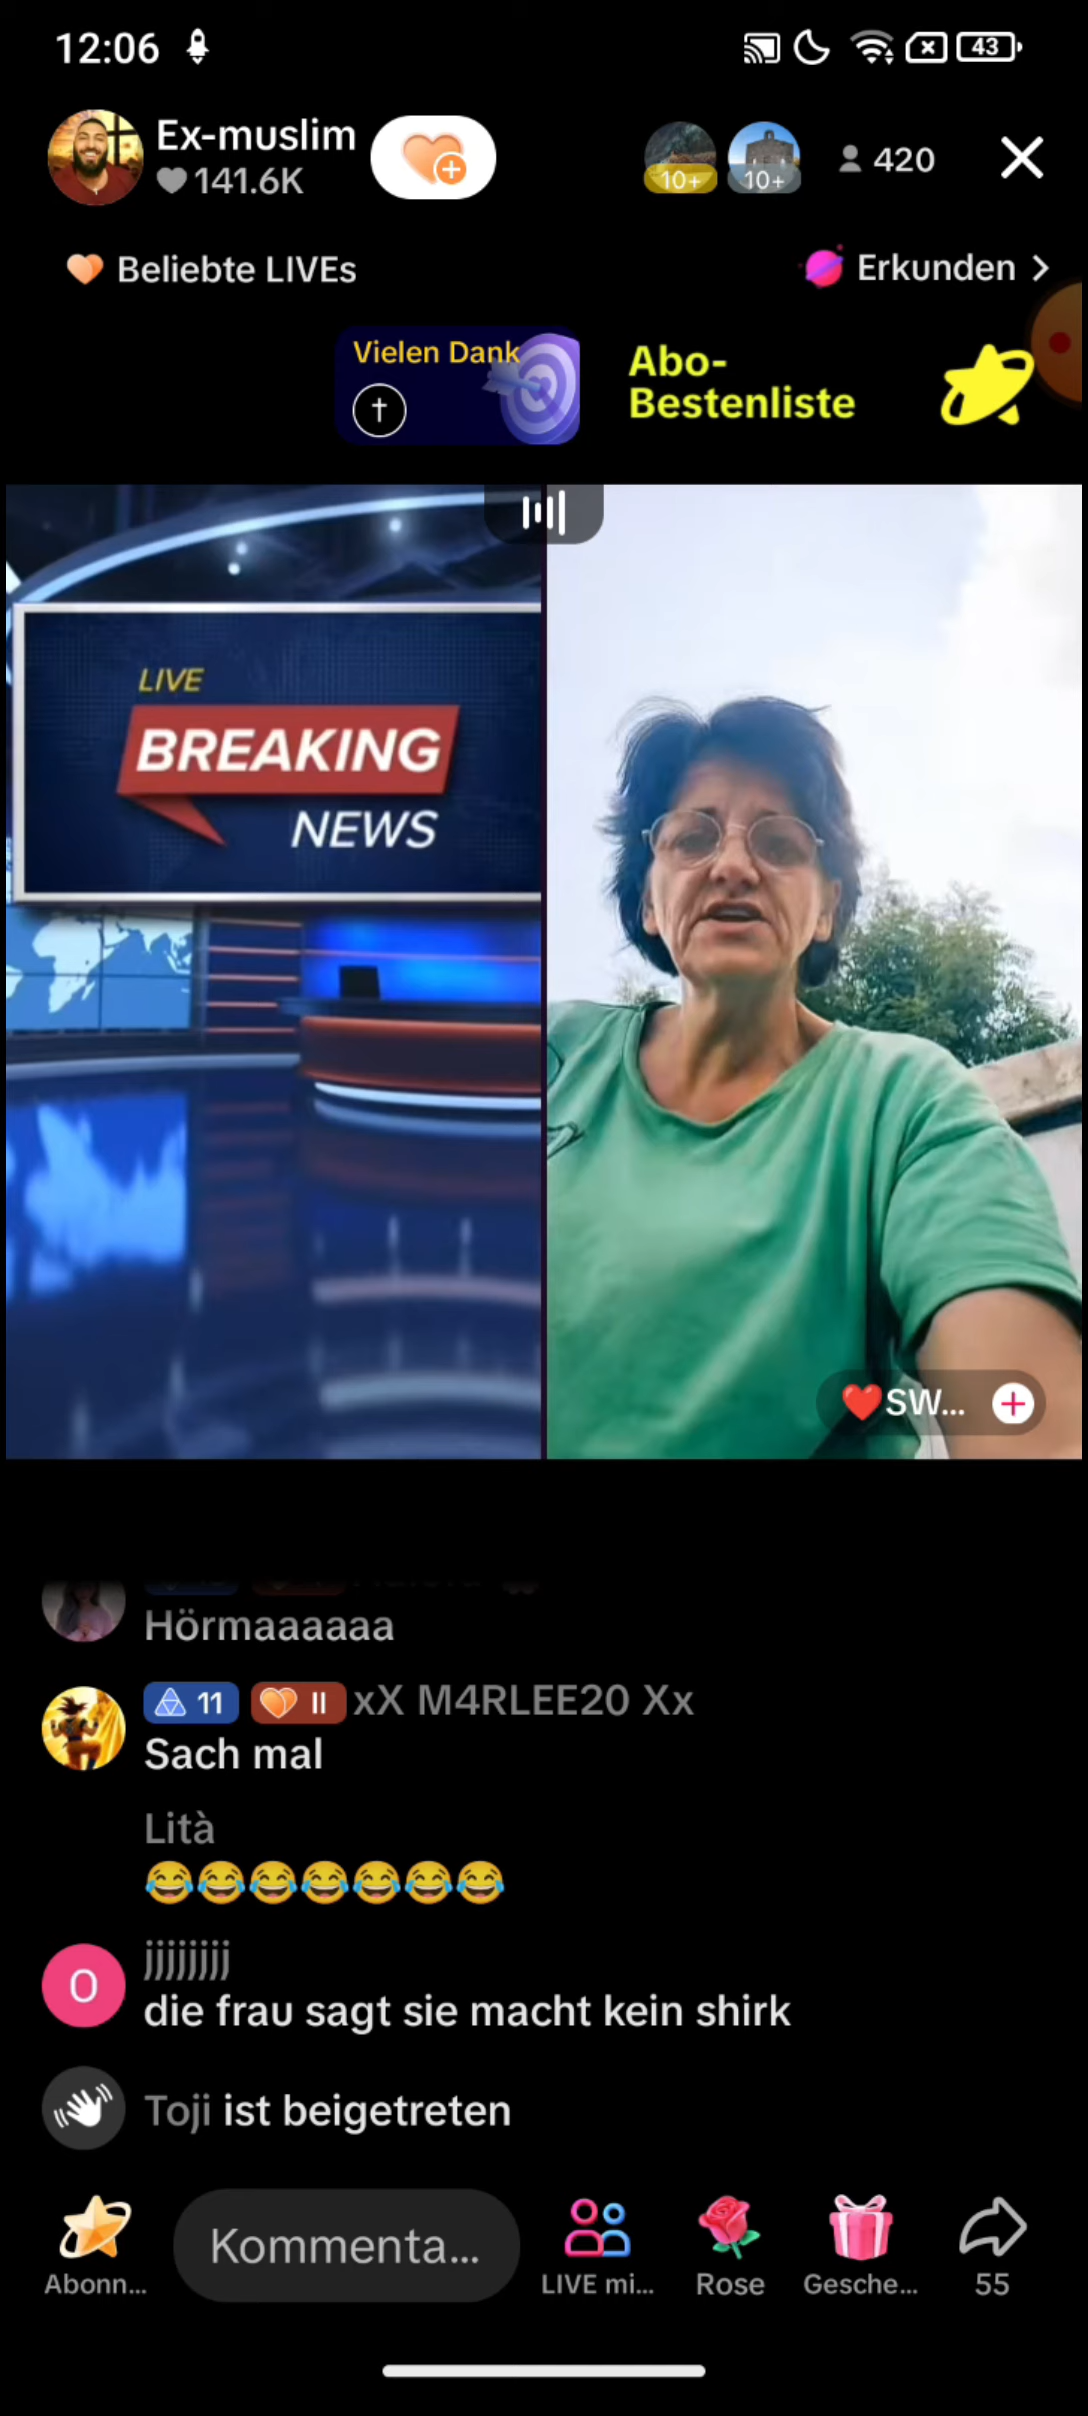 12:06
43
Ex-muslim
141.6K
10+
10+
420
Beliebte LIVEs
Erkunden >
Vielen Dank
Abo-
Bestenliste
LIVE
BREAKING
NEWS
❤️SW...
Hörmaaaaaa
11 II xX M4RLEE20 Xx
Sach mal
Lità
😂😂😂😂😂😂😂
O
jjjjjjjj
die frau sagt sie macht kein shirk
Toji ist beigetreten
Kommenta...
Abonn...
LIVE mi...
Rose
Gesche...
55